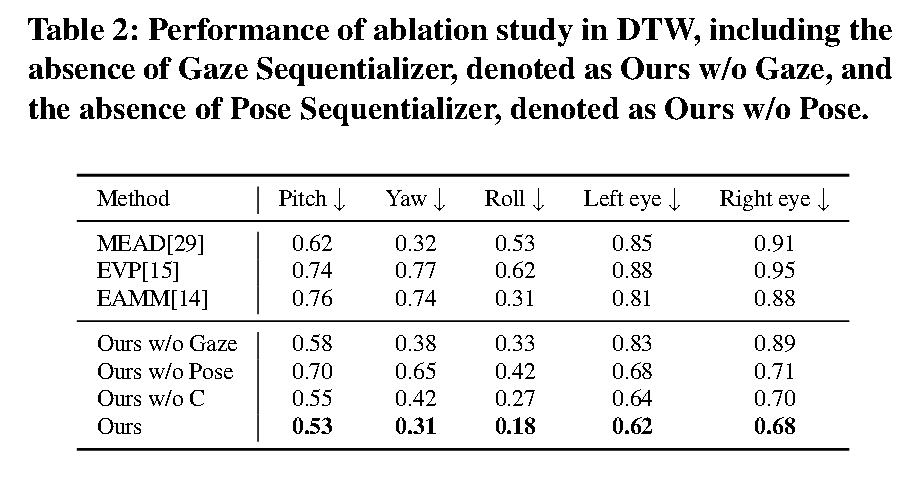 Table 2: Performance of ablation study in DTW, including the
absence of Gaze Sequentializer, denoted as Ours w/o Gaze, and
the absence of Pose Sequentializer, denoted as Ours w/o Pose.
Method Pitch ↓ Yaw ↓ Roll ↓ Left eye ↓ Right eye ↓
MEAD[29] 0.62 0.32 0.53 0.85 0.91
EVP[15] 0.74 0.77 0.62 0.88 0.95
EAMM[14] 0.76 0.74 0.31 0.81 0.88
Ours w/o Gaze 0.58 0.38 0.33 0.83 0.89
Ours w/o Pose 0.70 0.65 0.42 0.68 0.71
Ours w/o C 0.55 0.42 0.27 0.64 0.70
Ours 0.53 0.31 0.18 0.62 0.68